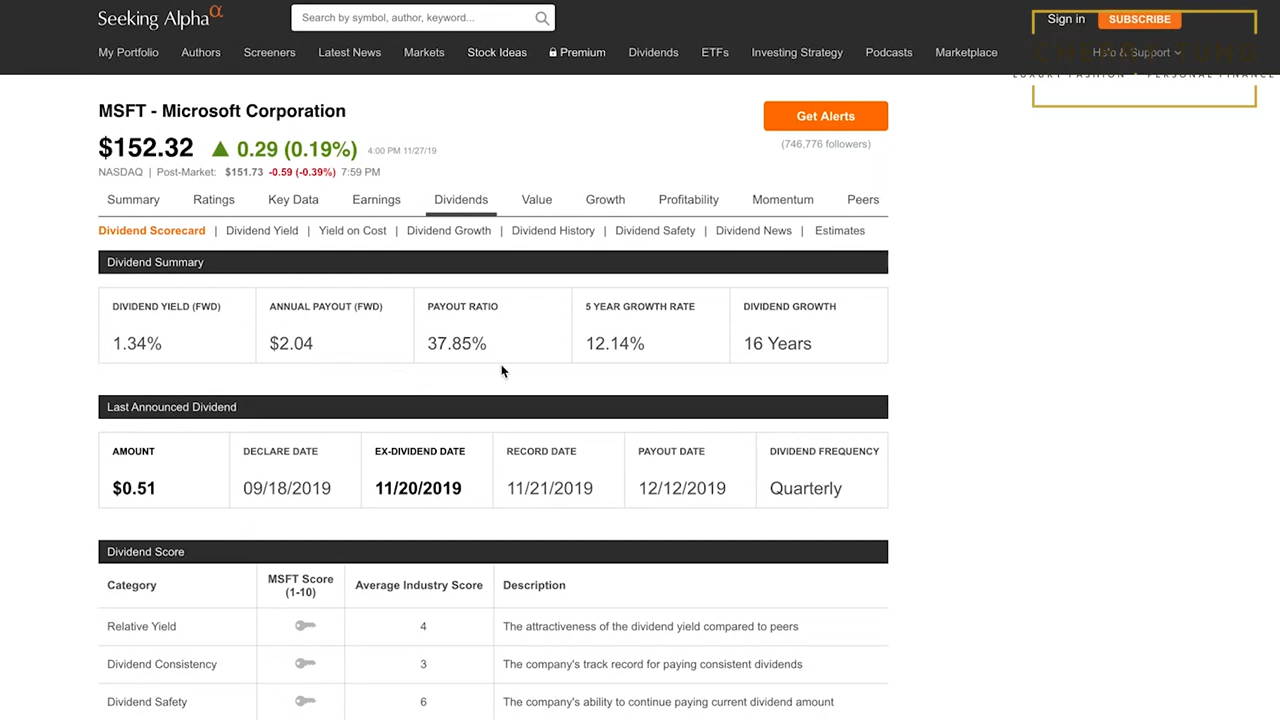 Seeking Alpha α
Search by symbol, author, keyword...
Sign in
SUBSCRIBE
My Portfolio Authors Screeners Latest News Markets Stock Ideas Premium Dividends ETFs Investing Strategy Podcasts Marketplace Help & Support
LUXURY FASHION PERSONAL FINANCE
MSFT - Microsoft Corporation
Get Alerts
$152.32 0.29 (0.19%) 4:00 PM 11/27/19
(746,776 followers)
NASDAQ | Post-Market: $151.73 -0.59 (-0.39%) 7:59 PM
Summary Ratings Key Data Earnings Dividends Value Growth Profitability Momentum Peers
Dividend Scorecard | Dividend Yield | Yield on Cost | Dividend Growth | Dividend History | Dividend Safety | Dividend News | Estimates
Dividend Summary
DIVIDEND YIELD (FWD) ANNUAL PAYOUT (FWD) PAYOUT RATIO 5 YEAR GROWTH RATE DIVIDEND GROWTH
1.34% $2.04 37.85% 12.14% 16 Years
Last Announced Dividend
AMOUNT DECLARE DATE EX-DIVIDEND DATE RECORD DATE PAYOUT DATE DIVIDEND FREQUENCY
$0.51 09/18/2019 11/20/2019 11/21/2019 12/12/2019 Quarterly
Dividend Score
Category MSFT Score (1-10) Average Industry Score Description
Relative Yield 4 The attractiveness of the dividend yield compared to peers
Dividend Consistency 3 The company's track record for paying consistent dividends
Dividend Safety 6 The company's ability to continue paying current dividend amount